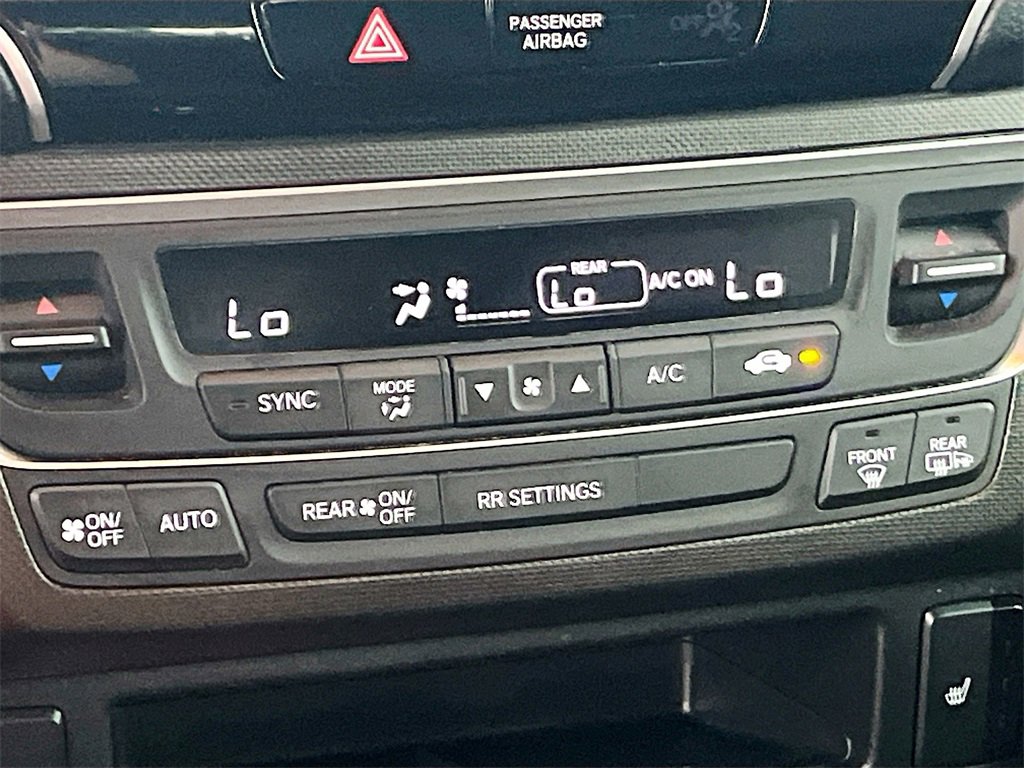 PASSENGER
AIRBAG
OFF
Lo
REAR
Lo
A/C ON
Lo
SYNC
MODE
A/C
ON/
OFF
AUTO
REAR ON/
OFF
RR SETTINGS
FRONT
REAR